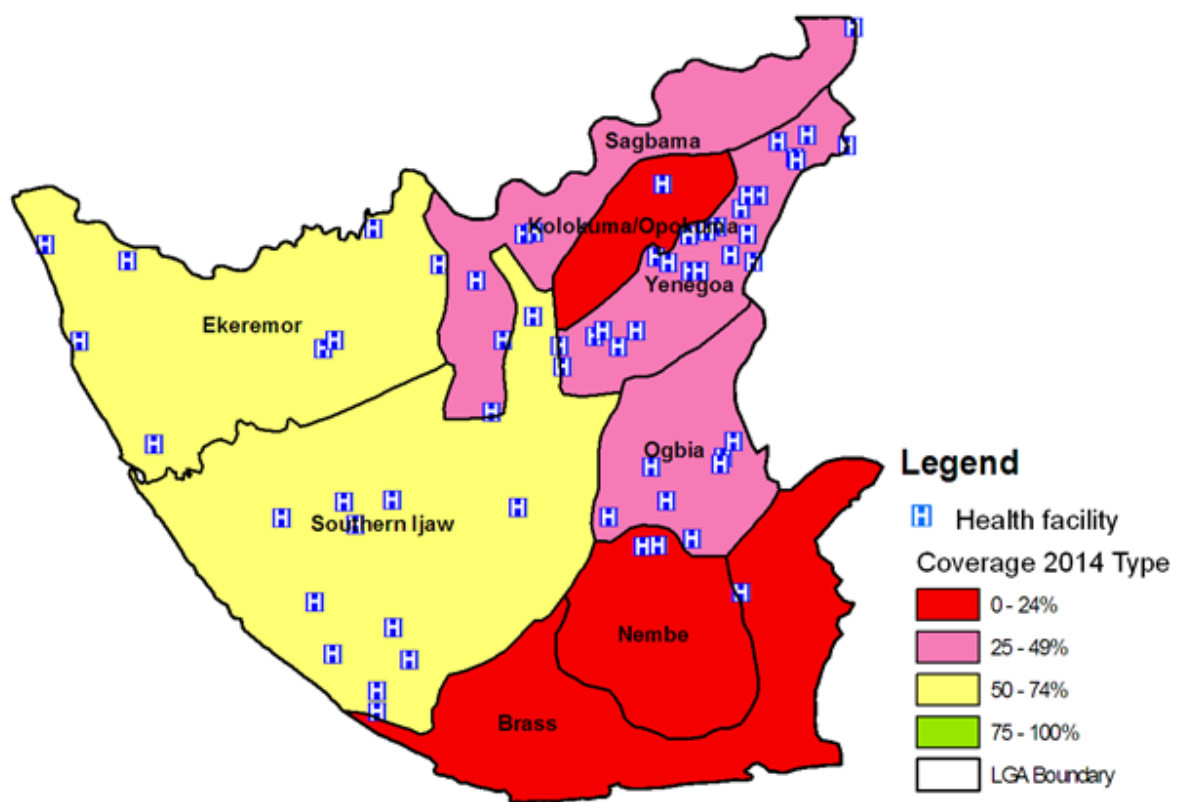 Sagbama
Kolokuma/Opokuma
Yenegoa
Ekeremor
Ogbia
Southern Ijaw
Nembe
Brass
Legend
H Health facility
Coverage 2014 Type
0 - 24%
25 - 49%
50 - 74%
75 - 100%
LGA Boundary